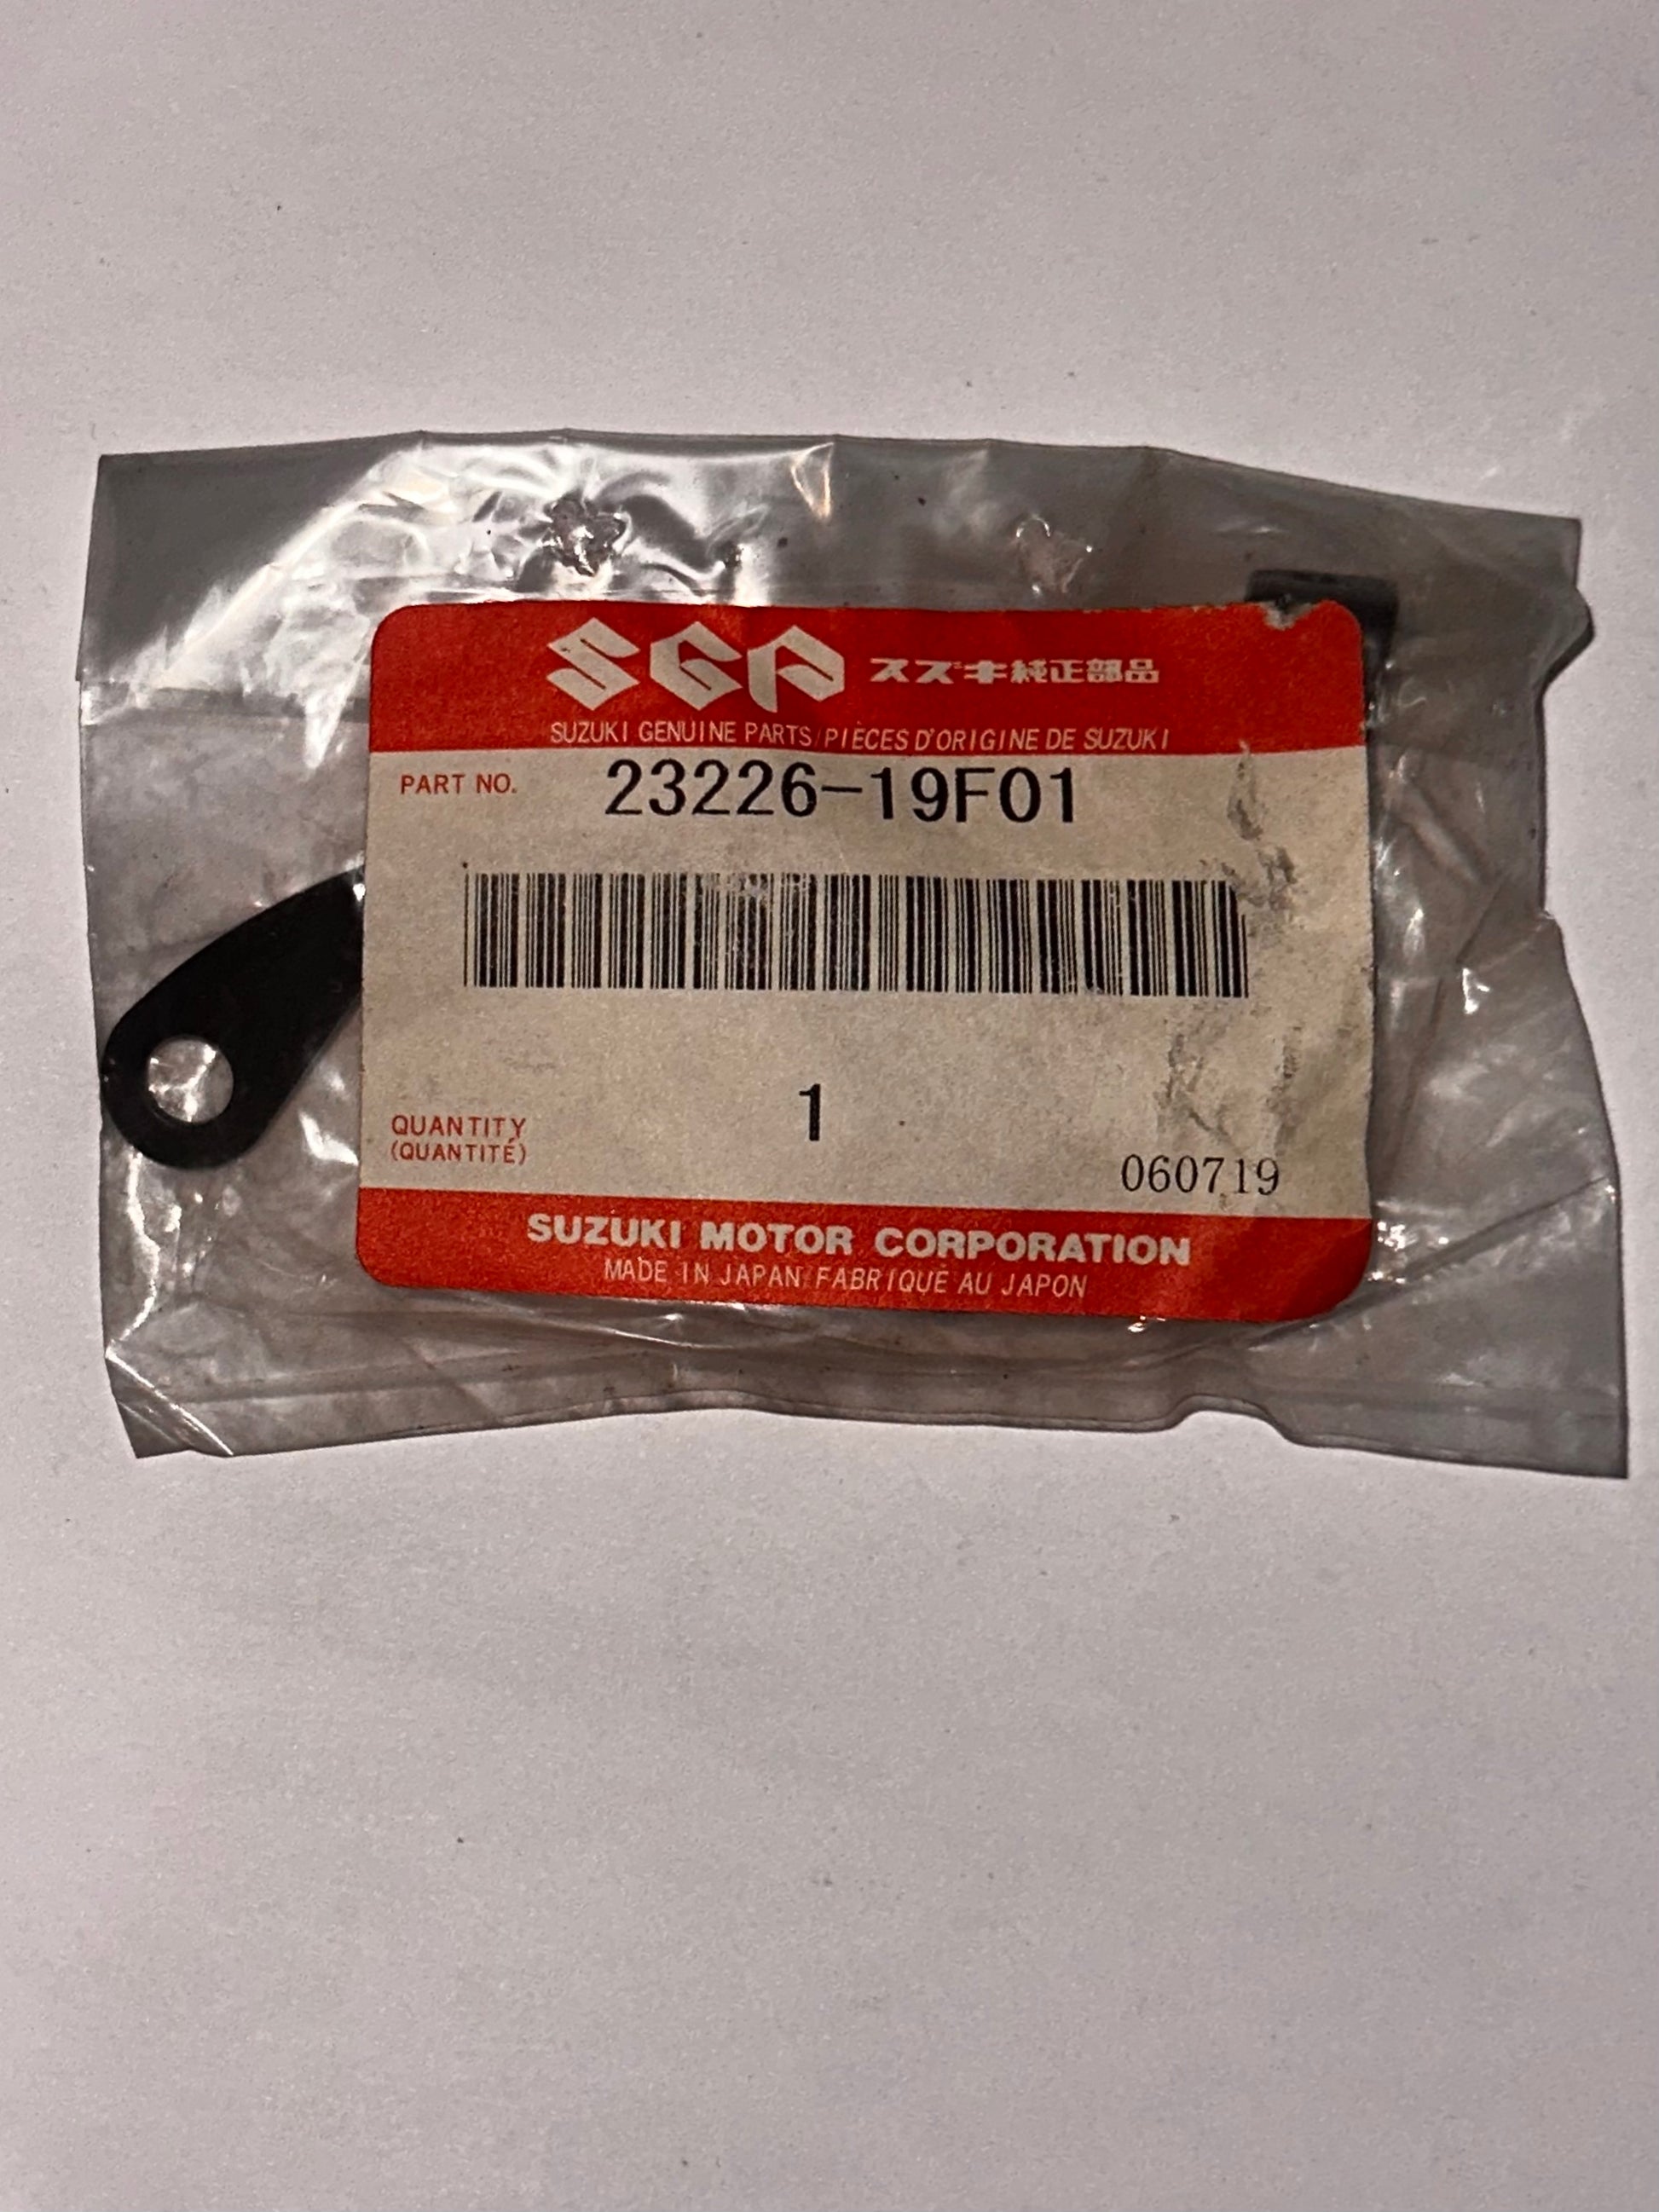 SGP スズキ純正部品
SUZUKI GENUINE PARTS/PIÈCES D'ORIGINE DE SUZUKI
PART NO. 23226-19F01
1
QUANTITY
(QUANTITÉ)
060719
SUZUKI MOTOR CORPORATION
MADE IN JAPAN/FABRIQUÉ AU JAPON